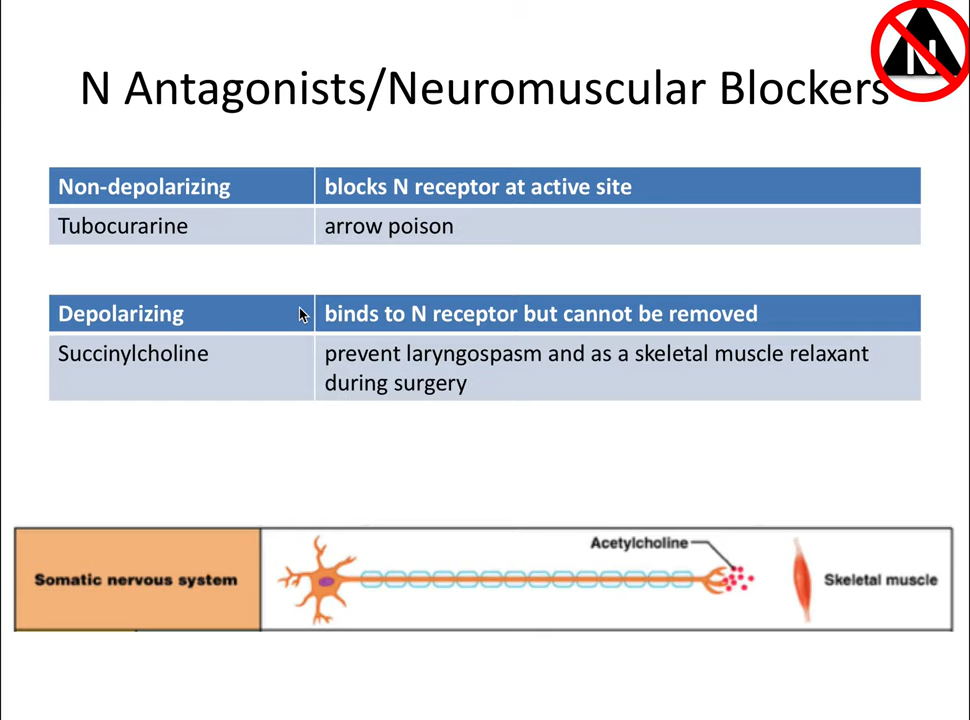 N
N Antagonists/Neuromuscular Blockers
Non-depolarizing blocks N receptor at active site
Tubocurarine arrow poison
Depolarizing binds to N receptor but cannot be removed
Succinylcholine prevent laryngospasm and as a skeletal muscle relaxant
during surgery
Acetylcholine
Somatic nervous system Skeletal muscle